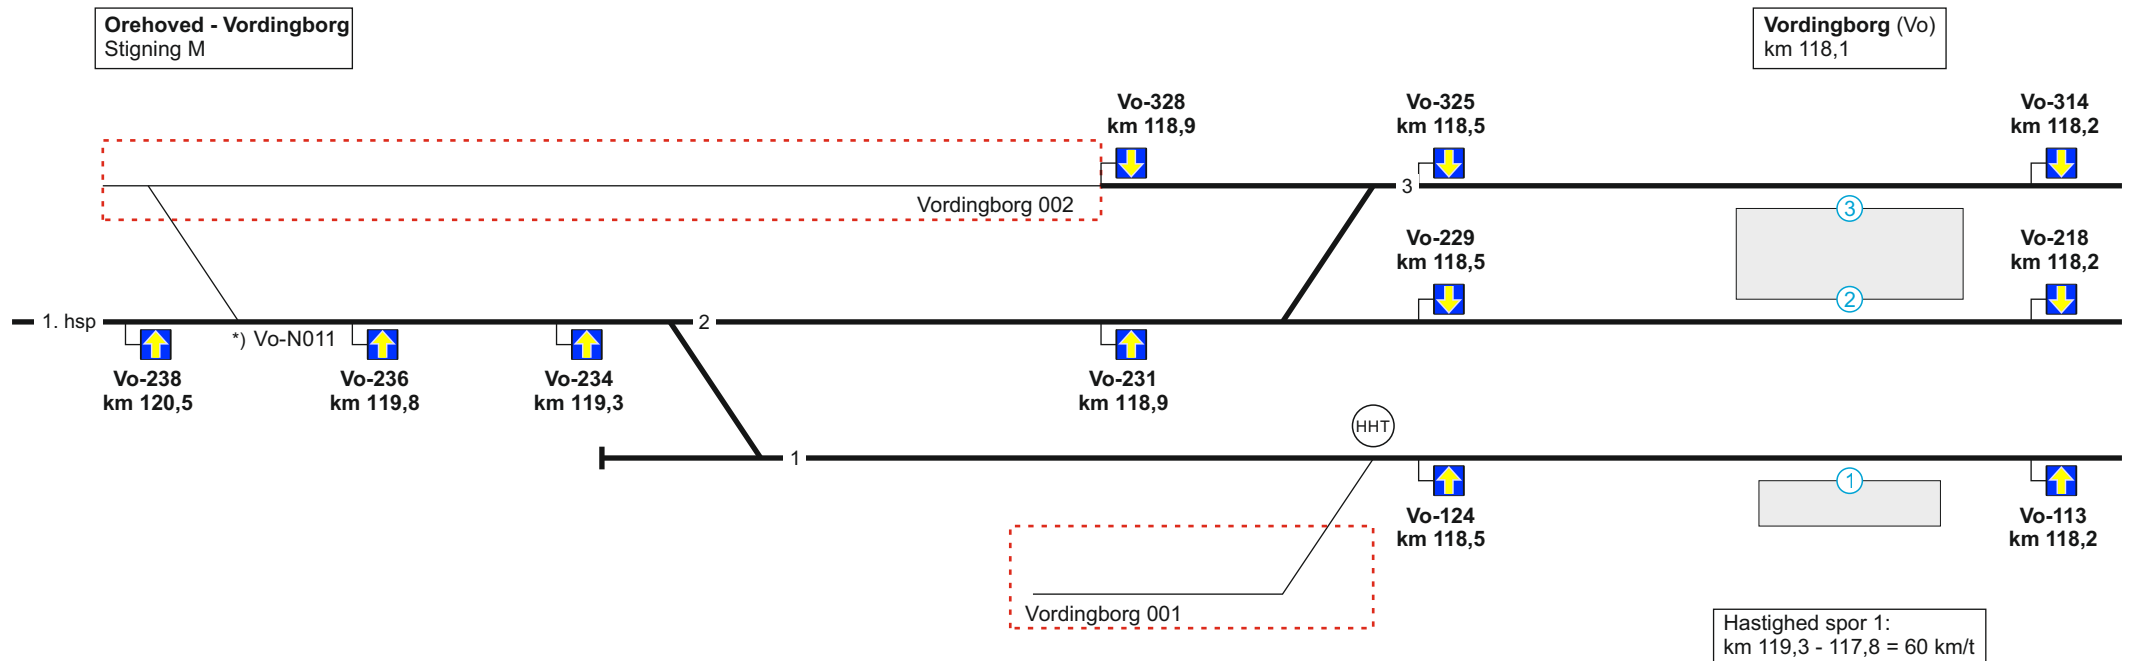 Orehoved - Vordingborg
Stigning M
Vordingborg (Vo)
km 118,1
Vo-328
km 118,9
Vo-325
km 118,5
Vo-314
km 118,2
3
Vordingborg 002
3
Vo-229
km 118,5
Vo-218
km 118,2
2
1. hsp
2
*) Vo-N011
Vo-238
km 120,5
Vo-236
km 119,8
Vo-234
km 119,3
Vo-231
km 118,9
HHT
1
1
Vo-124
km 118,5
Vo-113
km 118,2
Vordingborg 001
Hastighed spor 1:
km 119,3 - 117,8 = 60 km/t